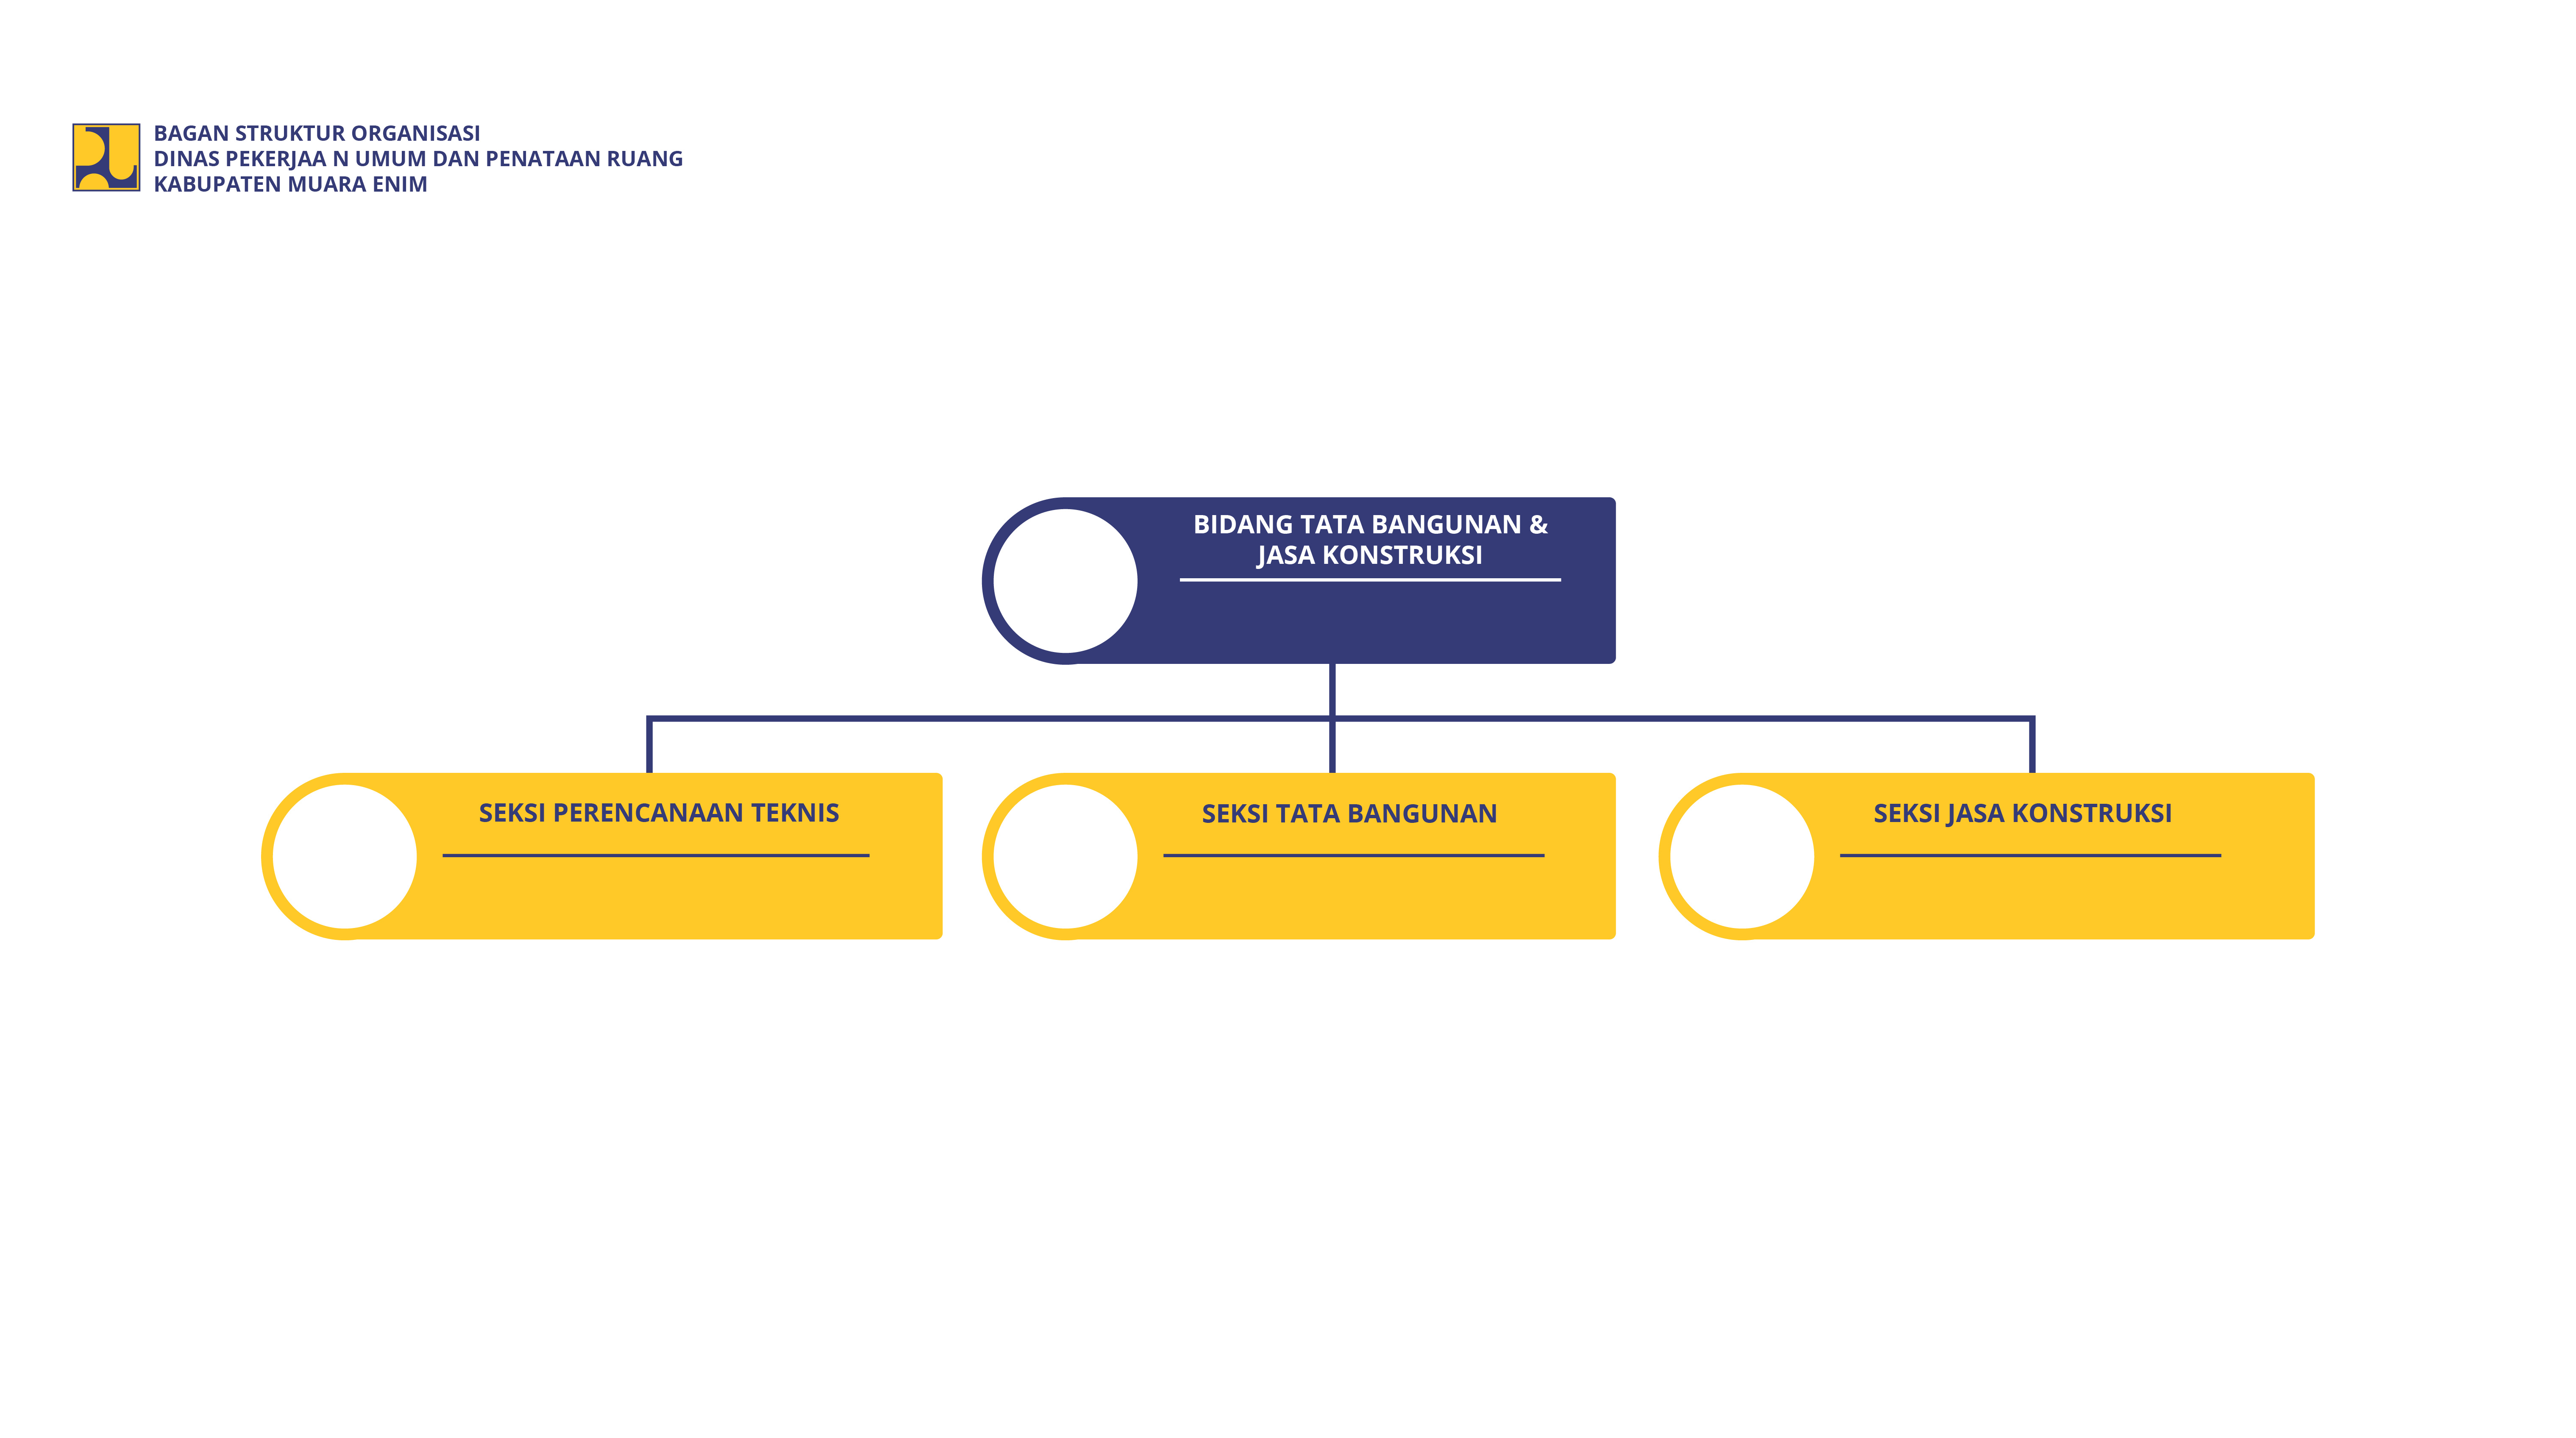 BAGAN STRUKTUR ORGANISASI
DINAS PEKERJAA N UMUM DAN PENATAAN RUANG
KABUPATEN MUARA ENIM
BIDANG TATA BANGUNAN &
JASA KONSTRUKSI
SEKSI PERENCANAAN TEKNIS
SEKSI TATA BANGUNAN
SEKSI JASA KONSTRUKSI